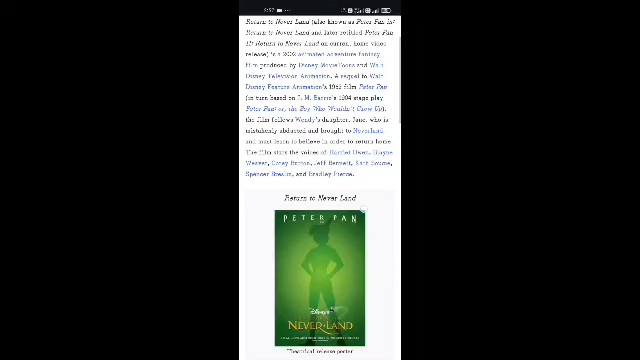 Return to Never Land (also known as Peter Pan in:
Return to Never Land and later retitled Peter Pan
II: Return to Never Land on current home video
release) is a 2002 animated adventure fantasy
film produced by Disney MovieToons and Walt
Disney Television Animation. A sequel to Walt
Disney Feature Animation's 1953 film Peter Pan
(in turn based on J. M. Barrie's 1904 stage play
Peter Pan; or, the Boy Who Wouldn't Grow Up),
the film follows Wendy's daughter, Jane, who is
mistakenly abducted and brought to Neverland
and must learn to believe in order to return home.
The film stars the voices of Harriet Owen, Blayne
Weaver, Corey Burton, Jeff Bennett, Kath Soucie,
Spencer Breslin, and Bradley Pierce.
Return to Never Land
PETER PAN
IN
Disney's
NEVER LAND
Theatrical release poster